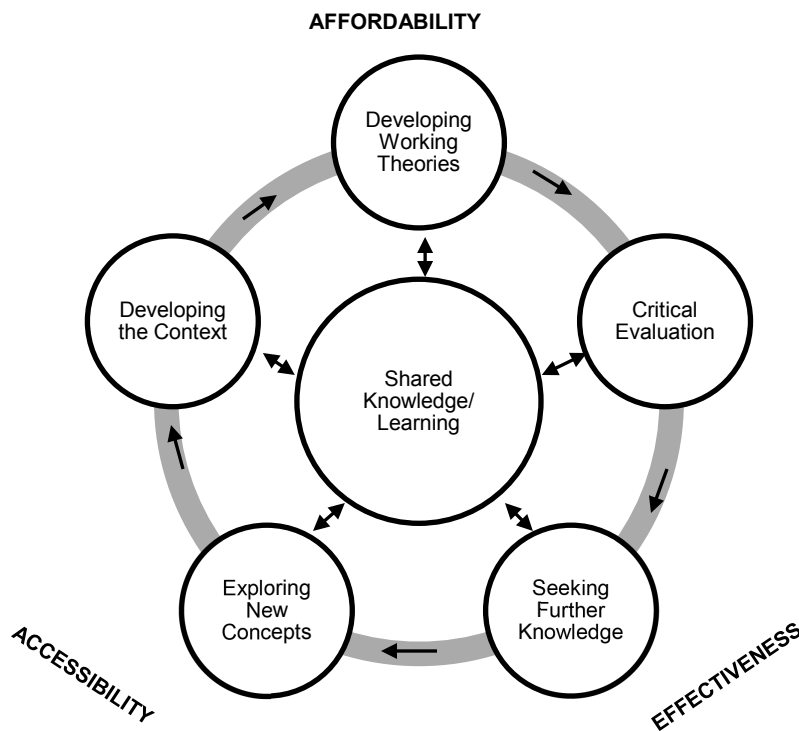 AFFORDABILITY
Developing
Working
Theories
Developing
the Context
Critical
Evaluation
Shared
Knowledge/
Learning
Exploring
New
Concepts
Seeking
Further
Knowledge
ACCESSIBILITY
EFFECTIVENESS